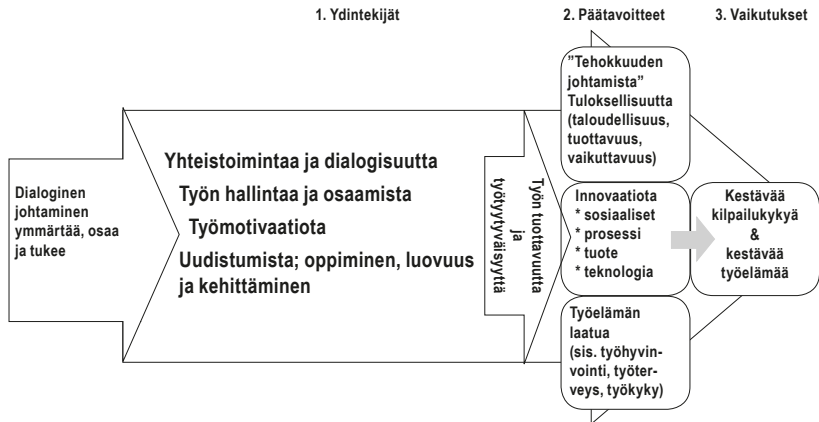 1. Ydintekijät
2. Päätavoitteet
3. Vaikutukset
Dialoginen
johtaminen
ymmärtää, osaa
ja tukee
Yhteistoimintaa ja dialogisuutta
Työn hallintaa ja osaamista
Työmotivaatiota
Uudistumista; oppiminen, luovuus
ja kehittäminen
Työn tuottavuutta
ja
työtyytyväisyyttä
”Tehokkuuden
johtamista”
Tuloksellisuutta
(taloudellisuus,
tuottavuus,
vaikuttavuus)
Innovaatiota
* sosiaaliset
* prosessi
* tuote
* teknologia
Työelämän
laatua
(sis. työhyvin-
vointi, työter-
veys, työkyky)
Kestävää
kilpailukykyä
&
kestävää
työelämää